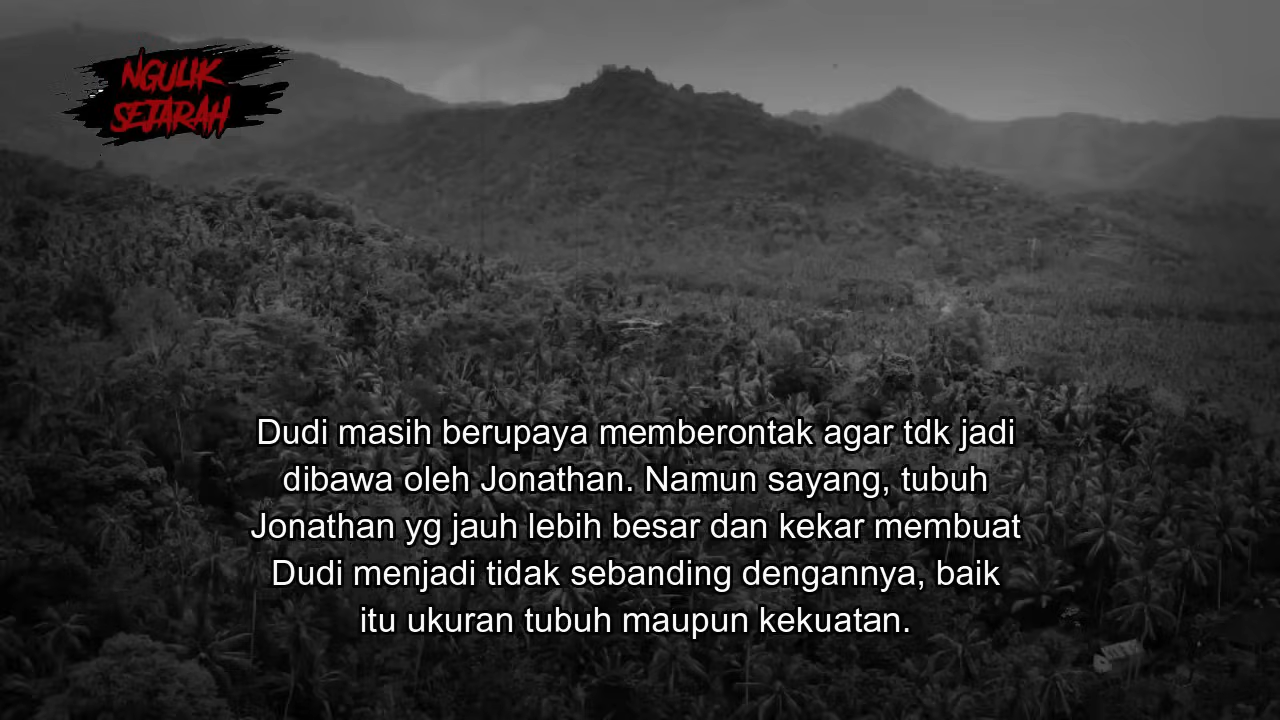 NGULIK
SEJARAH
Dudi masih berupaya memberontak agar tdk jadi
dibawa oleh Jonathan. Namun sayang, tubuh
Jonathan yg jauh lebih besar dan kekar membuat
Dudi menjadi tidak sebanding dengannya, baik
itu ukuran tubuh maupun kekuatan.